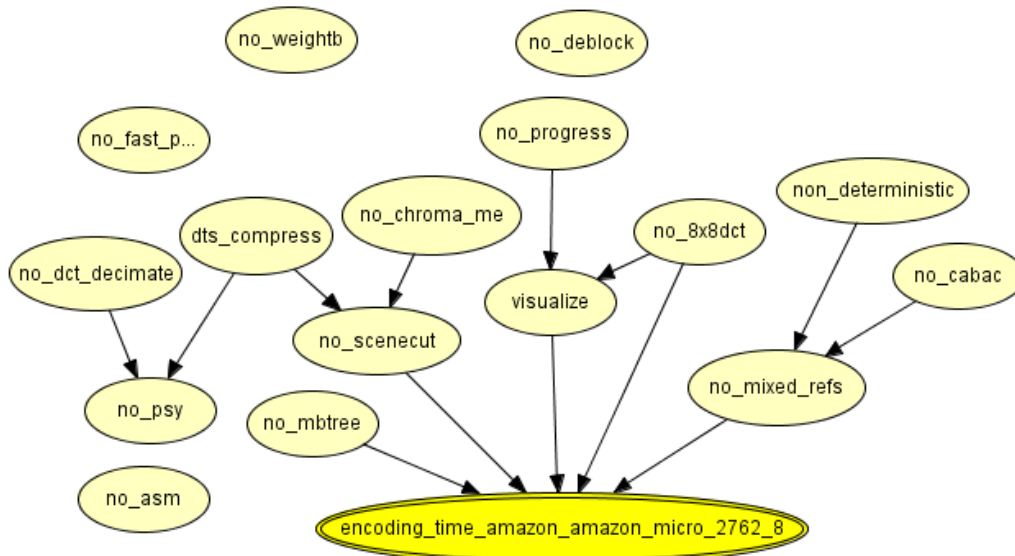 no_weightb
no_deblock
no_progress
no_fast_p...
non_deterministic
no_chroma_me
dts_compress
no_8x8dct
no_dct_decimate
no_cabac
visualize
no_scenecut
no_mixed_refs
no_psy
no_mbtree
no_asm
encoding_time_amazon_amazon_micro_2762_8